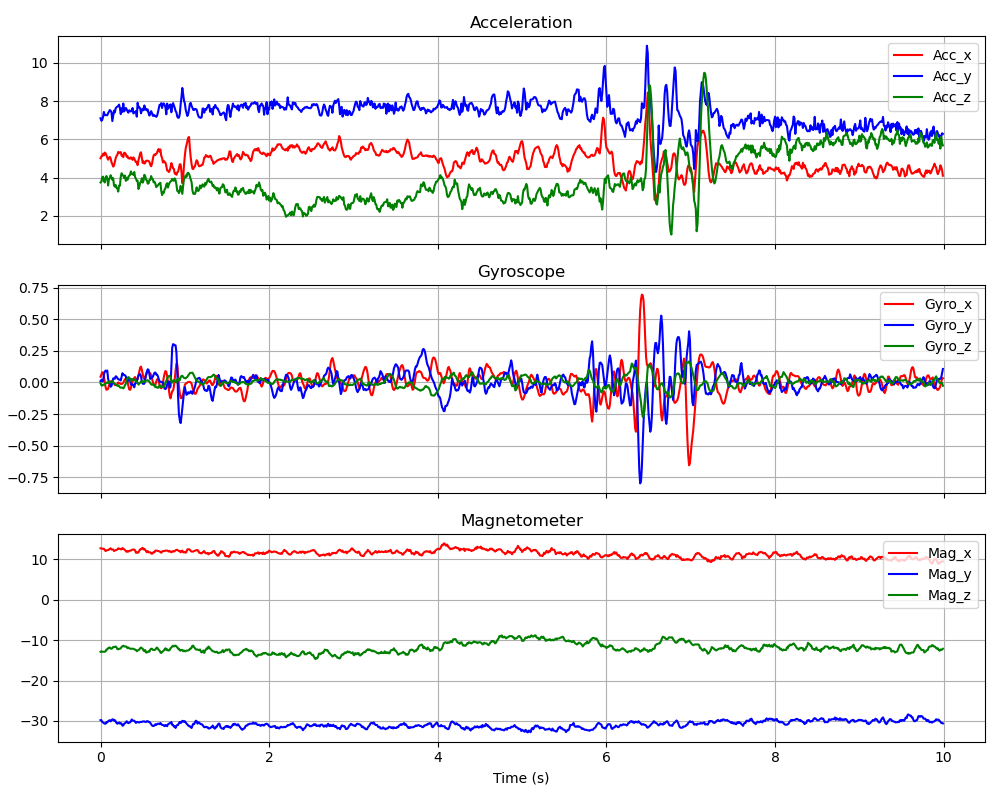 Acceleration
10
8
6
4
2
Acc_x
Acc_y
Acc_z
Gyroscope
0.75
0.50
0.25
0.00
−0.25
−0.50
−0.75
Gyro_x
Gyro_y
Gyro_z
Magnetometer
10
0
−10
−20
−30
Mag_x
Mag_y
Mag_z
0 2 4 6 8 10
Time (s)